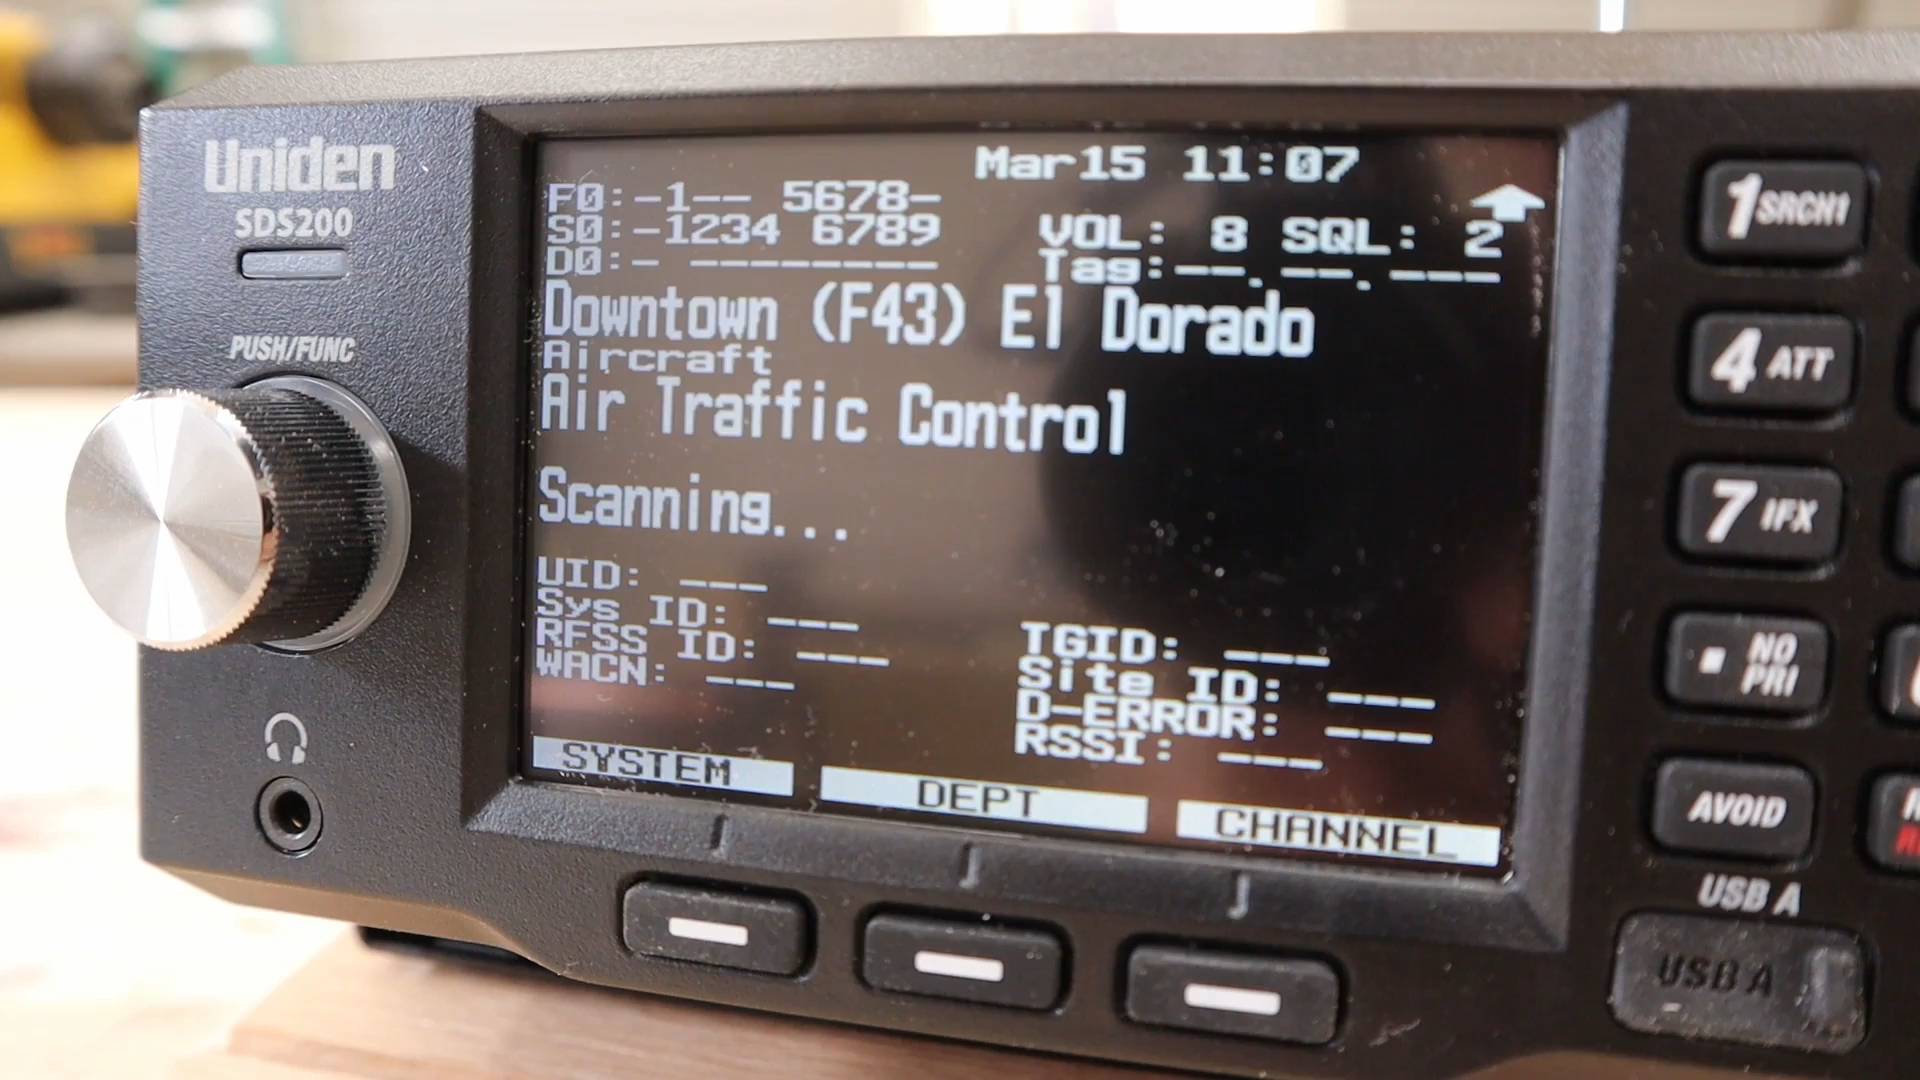 Uniden
SDS200
PUSH/FUNC
Mar15 11:07
F0:-1-- 5678-
S0:-1234 6789
VOL: 8 SQL: 2
D0:- --------
Tag:--.--.---
Downtown (F43) El Dorado
Aircraft
Air Traffic Control
Scanning...
UID: ---
Sys ID: ---
RFSS ID: ---
WACN: ---
TGID: ---
Site ID: ---
D-ERROR: ---
RSSI: ---
SYSTEM
DEPT
CHANNEL
1 SRCH1
4 ATT
7 IFX
. NO PRI
AVOID
USB A
USB A